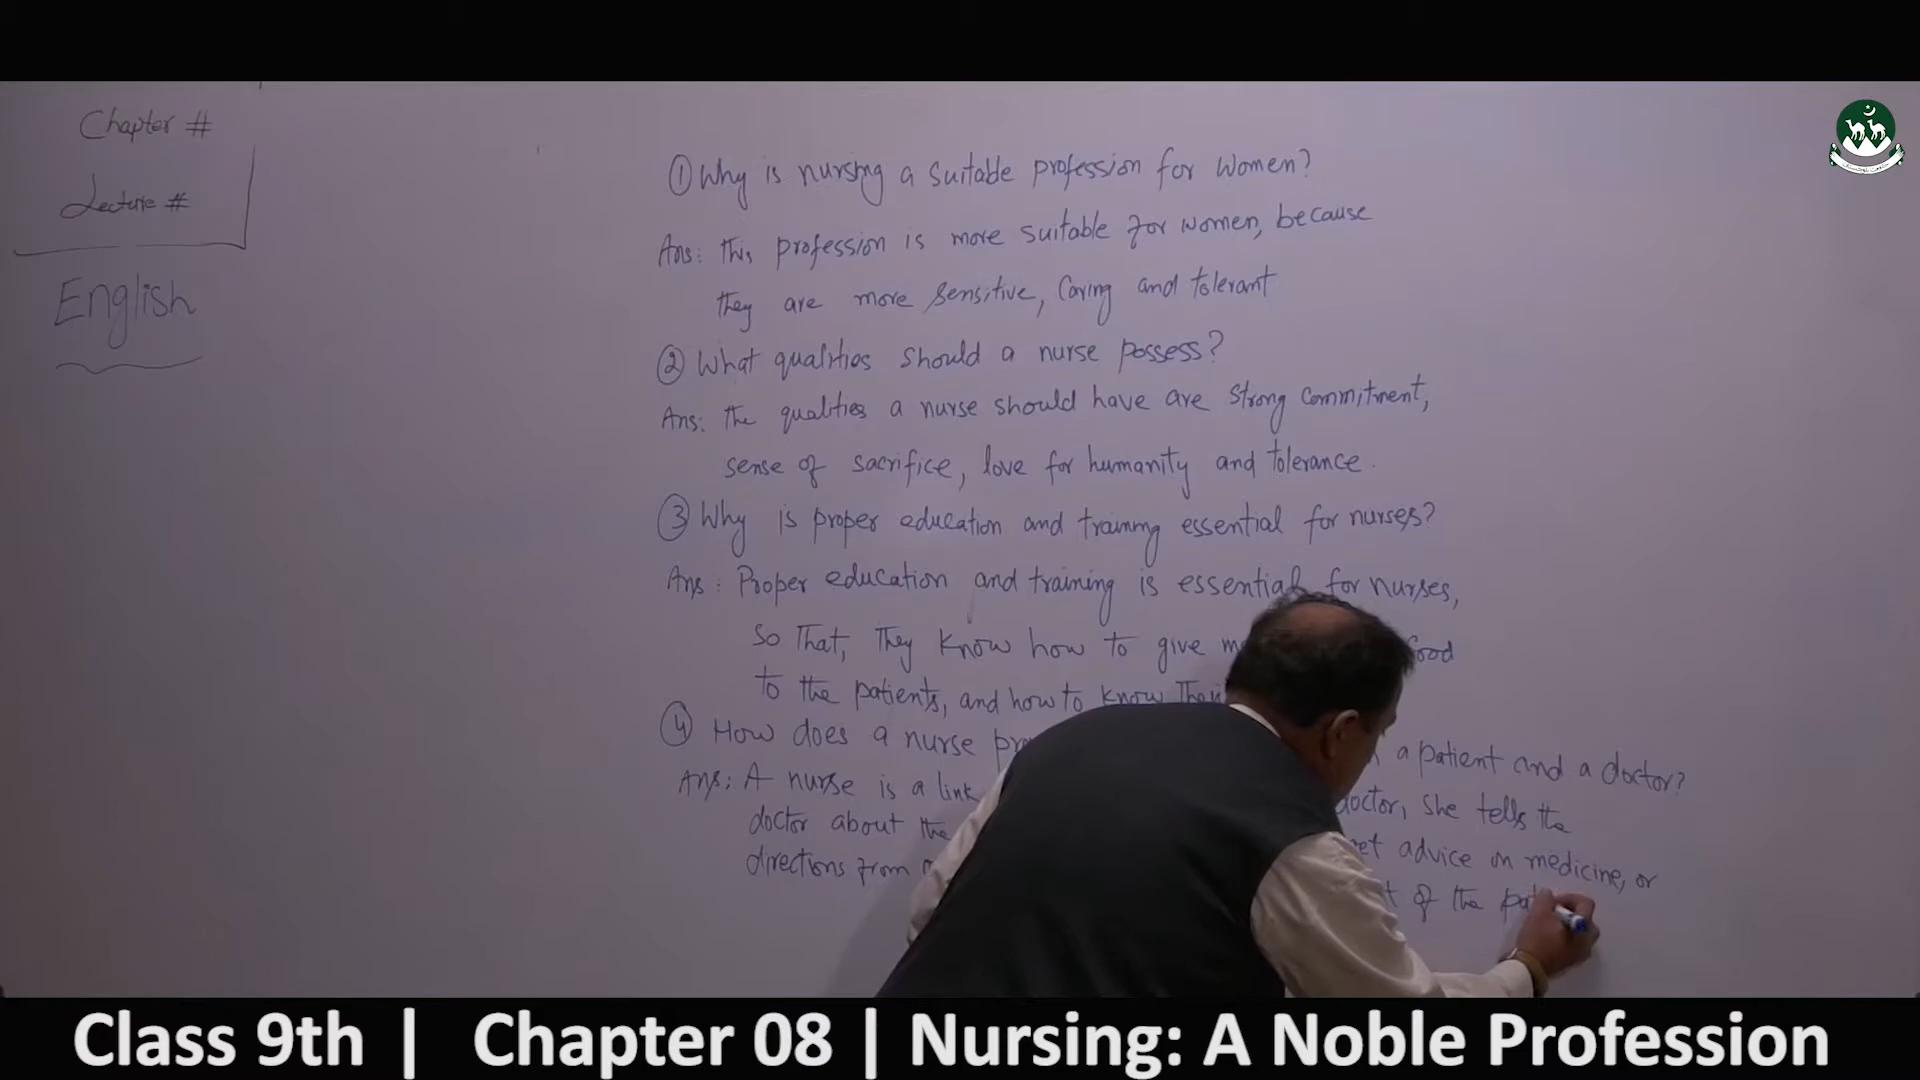 Chapter #
Lecture #
English
① Why is nursing a suitable profession for women?
Ans: This profession is more suitable for women, because
they are more sensitive, caring and tolerant
② What qualities should a nurse possess?
Ans: The qualities a nurse should have are strong commitment,
sense of sacrifice, love for humanity and tolerance.
③ Why is proper education and training essential for nurses?
Ans: Proper education and training is essential for nurses,
so that, they know how to give food
to the patients, and how to know their
④ How does a nurse a patient and a doctor?
Ans: A nurse is a link doctor, she tells the
doctor about the get advice on medicine, or
directions from of the
Class 9th | Chapter 08 | Nursing: A Noble Profession